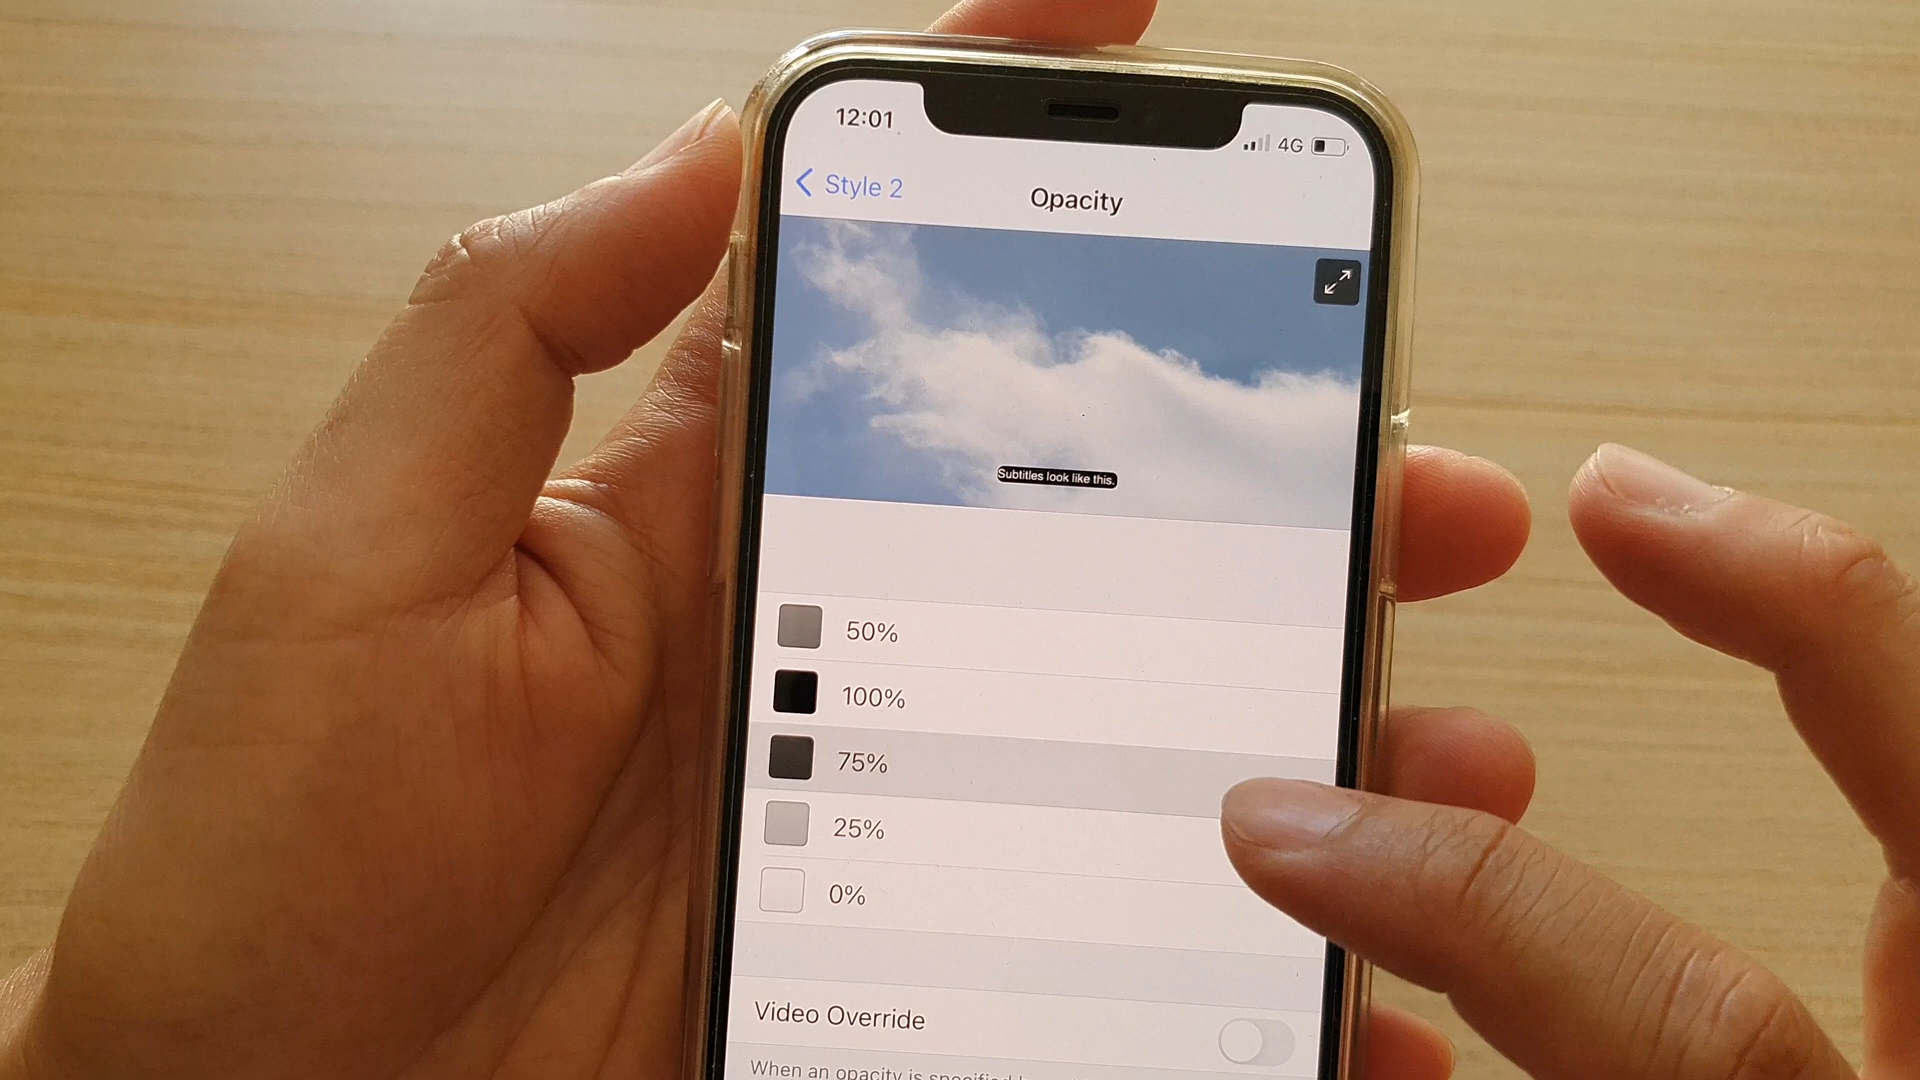 12:01
4G
Style 2
Opacity
Subtitles look like this.
50%
100%
75%
25%
0%
Video Override
When an opacity is specified